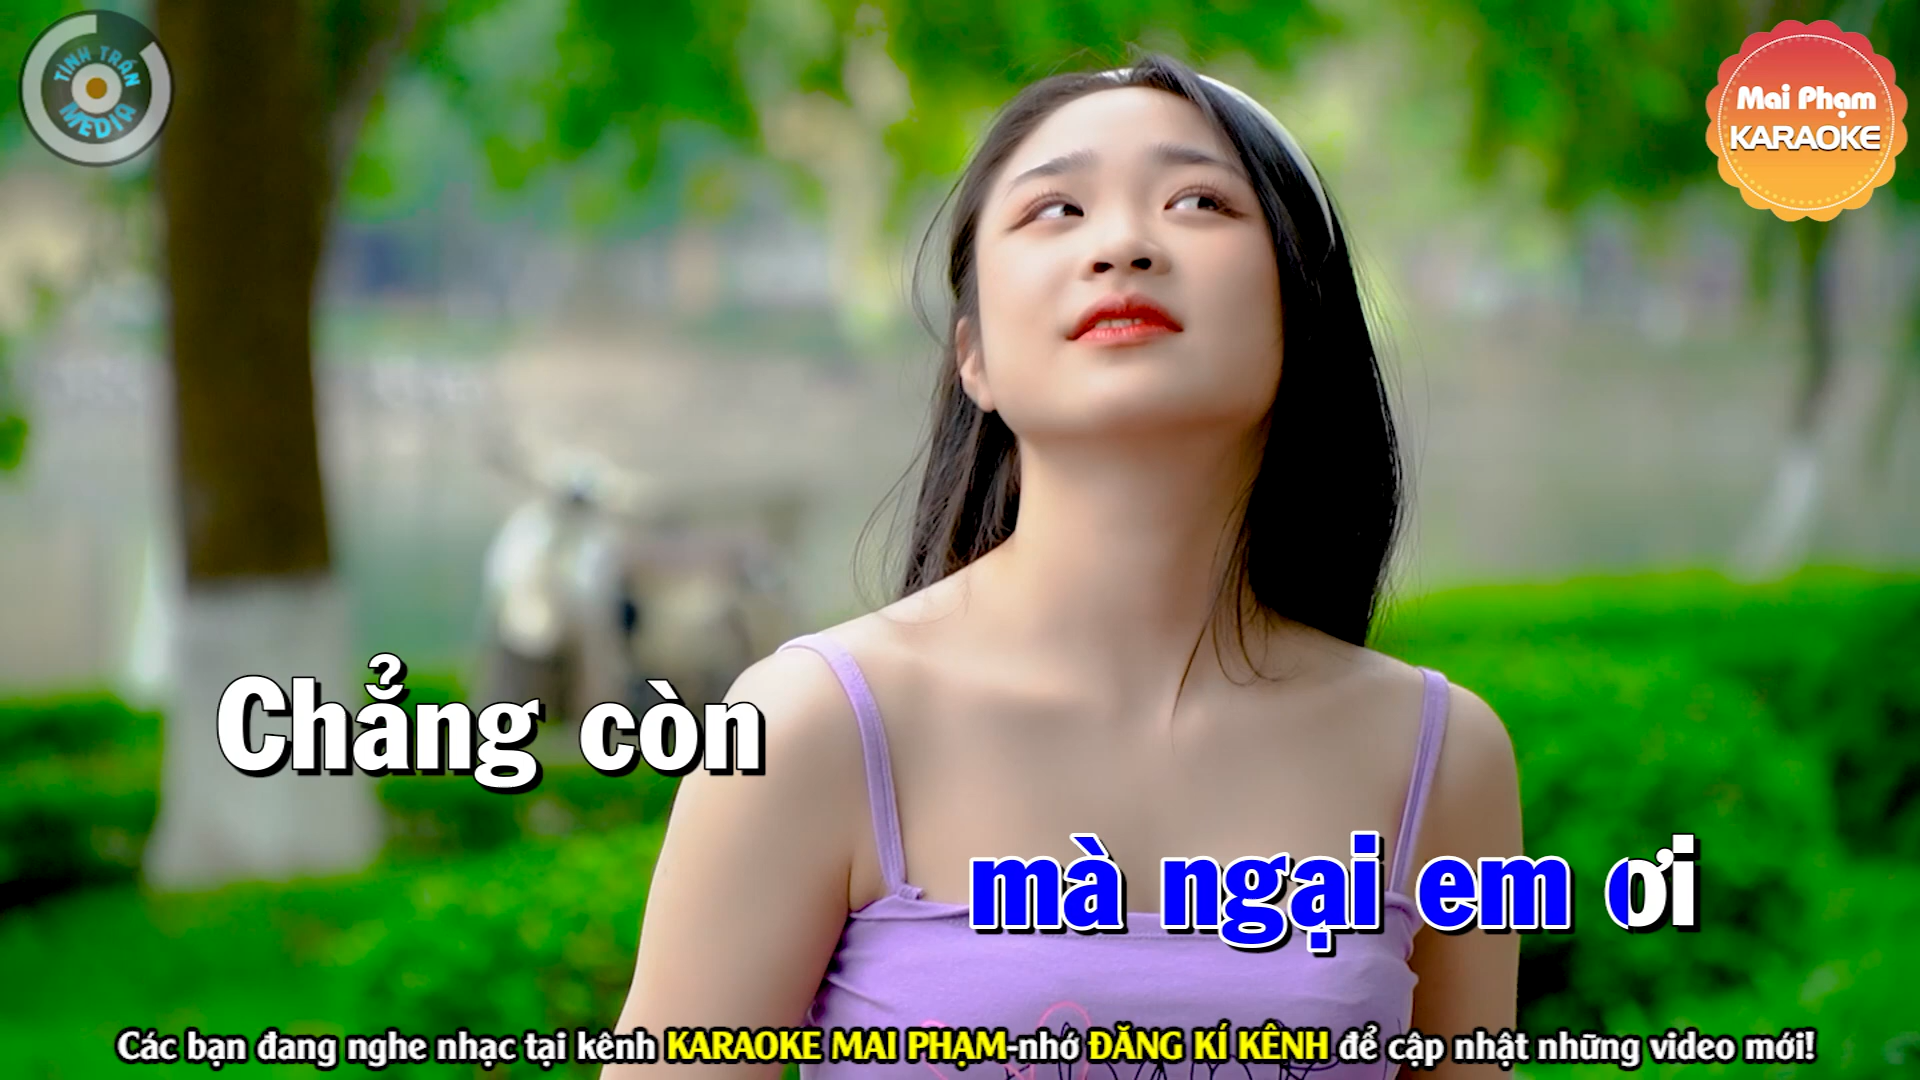 TÌNH TRẦN
MEDIA
Mai Phạm
KARAOKE
Chẳng còn
mà ngại em ơi
Các bạn đang nghe nhạc tại kênh KARAOKE MAI PHẠM-nhớ ĐĂNG KÍ KÊNH để cập nhật những video mới!